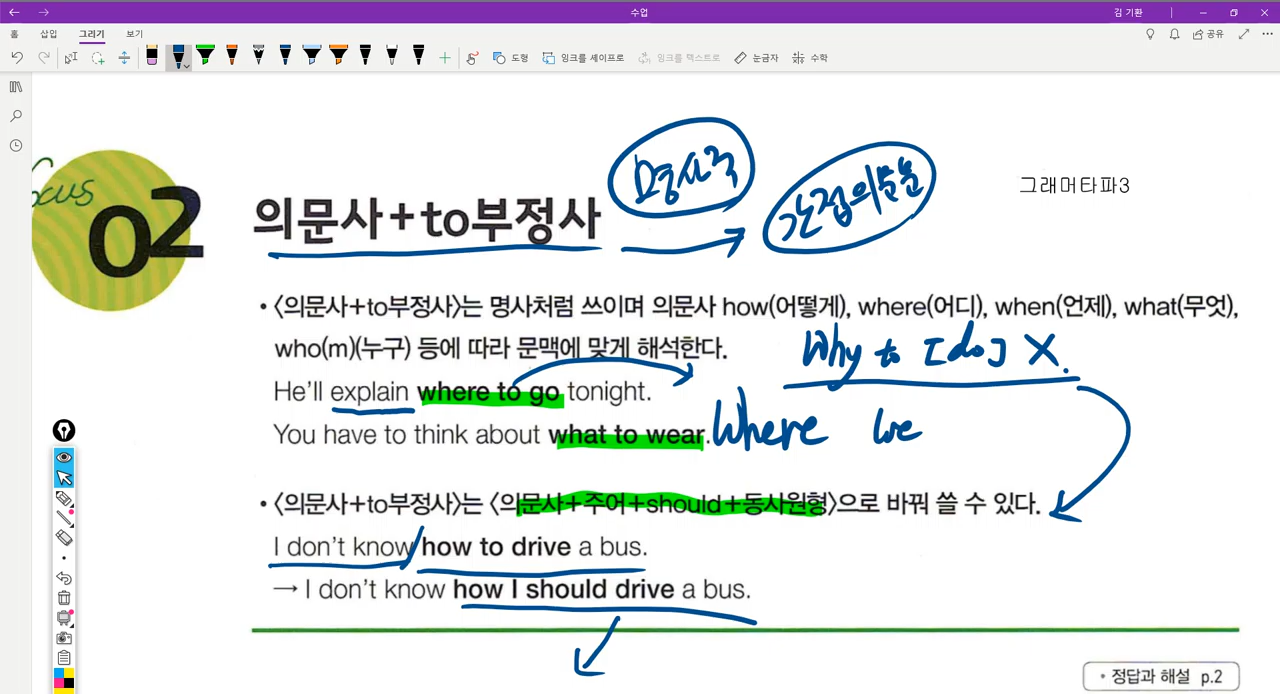 수업
김 기환
홈 삽입 그리기 보기
공유
도형 잉크를 셰이프로 잉크를 텍스트로 눈금자 수학
ocus
02
의문사+to부정사
명사구
간접의문문
그래머타파3
•〈의문사+to부정사〉는 명사처럼 쓰이며 의문사 how(어떻게), where(어디), when(언제), what(무엇),
who(m)(누구) 등에 따라 문맥에 맞게 해석한다.
Why to [do] X.
He'll explain where to go tonight.
You have to think about what to wear.
Where we
•〈의문사+to부정사〉는 〈의문사+주어+should+동사원형〉으로 바꿔 쓸 수 있다.
I don't know / how to drive a bus.
→ I don't know how I should drive a bus.
• 정답과 해설 p.2